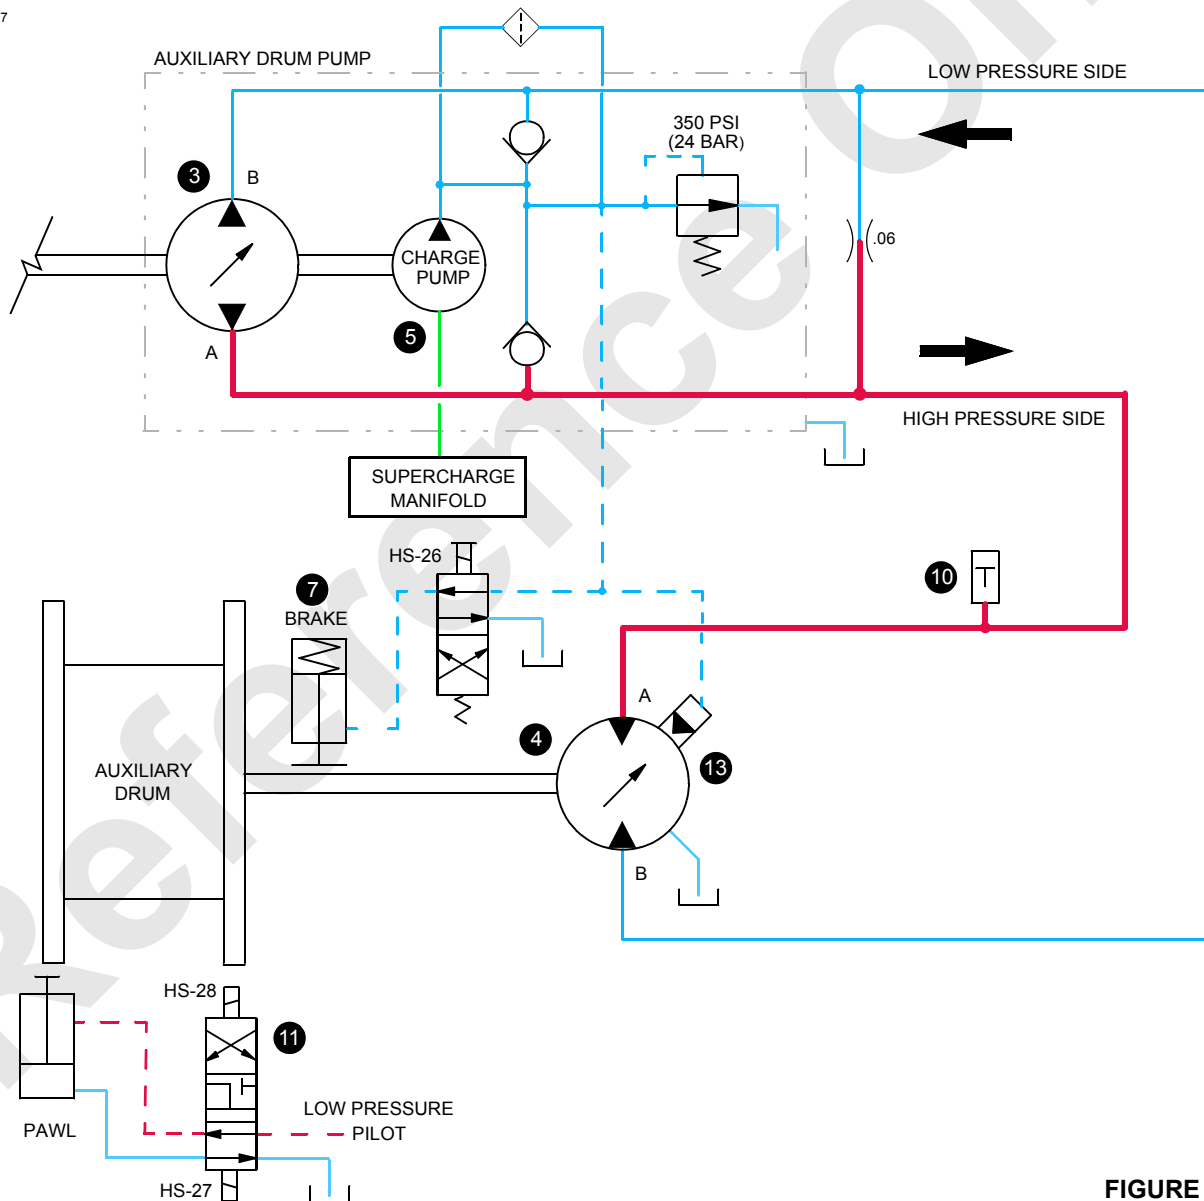 7
AUXILIARY DRUM PUMP
LOW PRESSURE SIDE
350 PSI
(24 BAR)
3
B
.06
CHARGE
PUMP
5
A
HIGH PRESSURE SIDE
SUPERCHARGE
MANIFOLD
HS-26
10
7
BRAKE
A
4
13
AUXILIARY
DRUM
B
HS-28
11
LOW PRESSURE
PILOT
PAWL
HS-27
FIGURE
Reference On